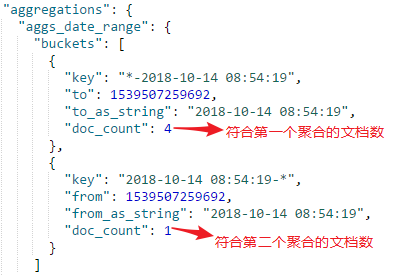 "aggregations": {
"aggs_date_range": {
"buckets": [
{
"key": "*-2018-10-14 08:54:19",
"to": 1539507259692,
"to_as_string": "2018-10-14 08:54:19",
"doc_count": 4 符合第一个聚合的文档数
},
{
"key": "2018-10-14 08:54:19-*",
"from": 1539507259692,
"from_as_string": "2018-10-14 08:54:19",
"doc_count": 1 符合第二个聚合的文档数
}
]